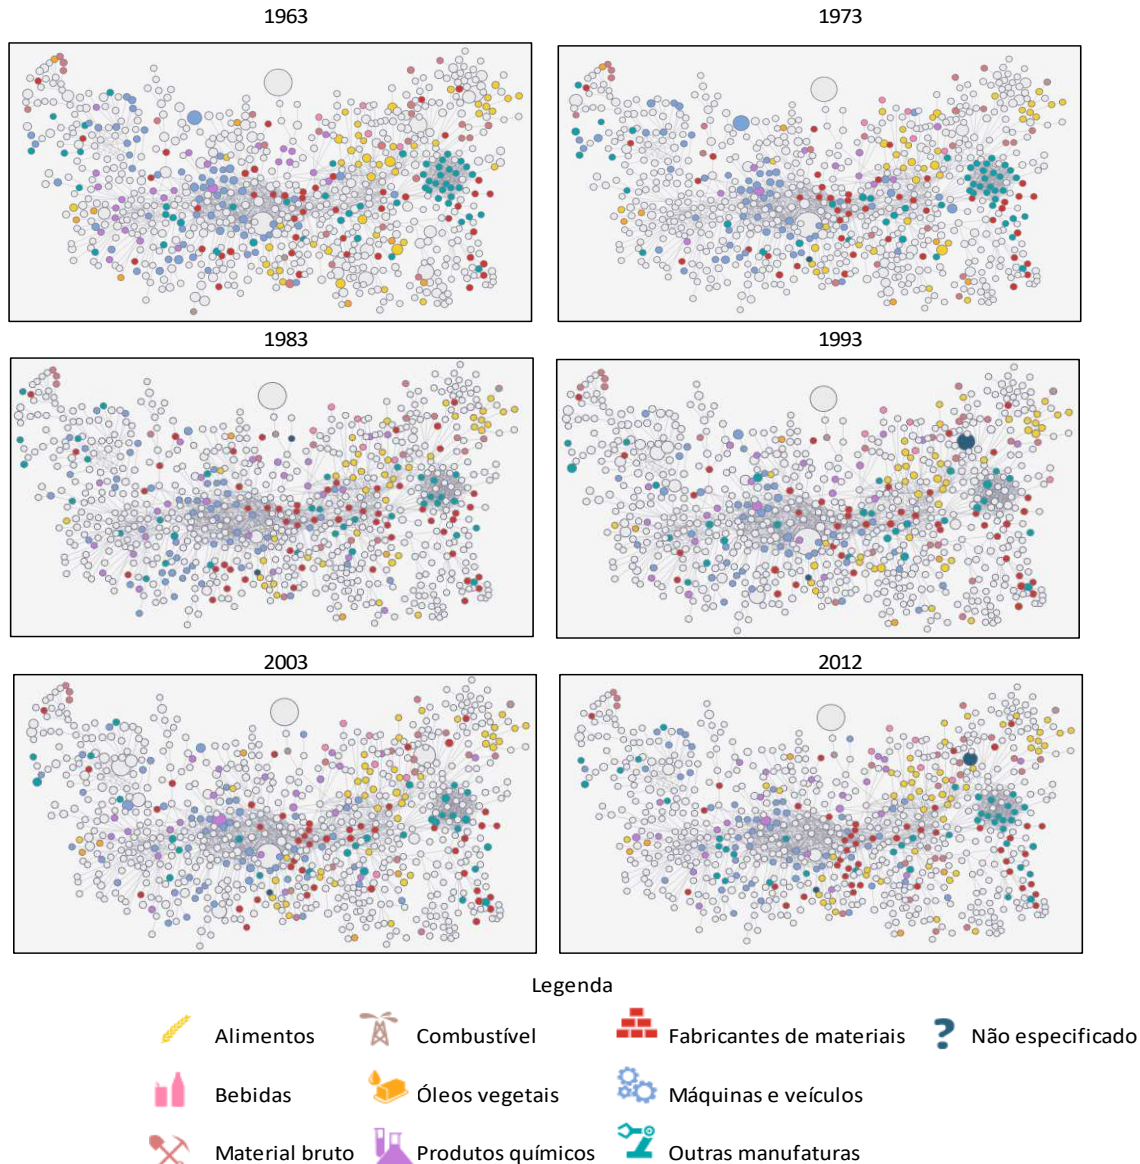 1963 1973
1983 1993
2003 2012
Legenda
Alimentos Combustível Fabricantes de materiais ? Não especificado
Bebidas Óleos vegetais Máquinas e veículos
Material bruto Produtos químicos Outras manufaturas